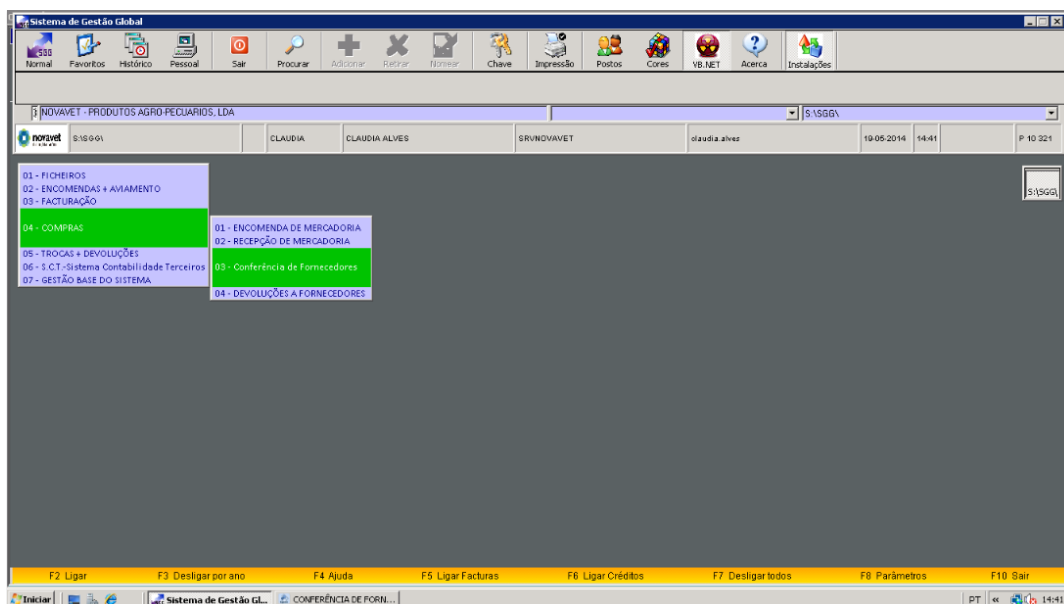 Sistema de Gestão Global
SGG
Normal Favoritos Histórico Pessoal Sair Procurar Adicionar Retirar Nomear Chave Impressão Postos Cores VB.NET Acerca Instalações
NOVAVET - PRODUTOS AGRO-PECUARIOS, LDA S:\SGG\
novavet S:\SGG\ CLAUDIA CLAUDIA ALVES SRVNOVAVET claudia.alves 19-05-2014 14:41 P 10 321
S:\SGG\
01 - FICHEIROS
02 - ENCOMENDAS + AVIAMENTO
03 - FACTURAÇÃO
04 - COMPRAS
05 - TROCAS + DEVOLUÇÕES
06 - S.C.T.-Sistema Contabilidade Terceiros
07 - GESTÃO BASE DO SISTEMA
01 - ENCOMENDA DE MERCADORIA
02 - RECEPÇÃO DE MERCADORIA
03 - Conferência de Fornecedores
04 - DEVOLUÇÕES A FORNECEDORES
F2 Ligar F3 Desligar por ano F4 Ajuda F5 Ligar Facturas F6 Ligar Créditos F7 Desligar todos F8 Parâmetros F10 Sair
Iniciar Sistema de Gestão Gl... CONFERÊNCIA DE FORN... PT « 14:41